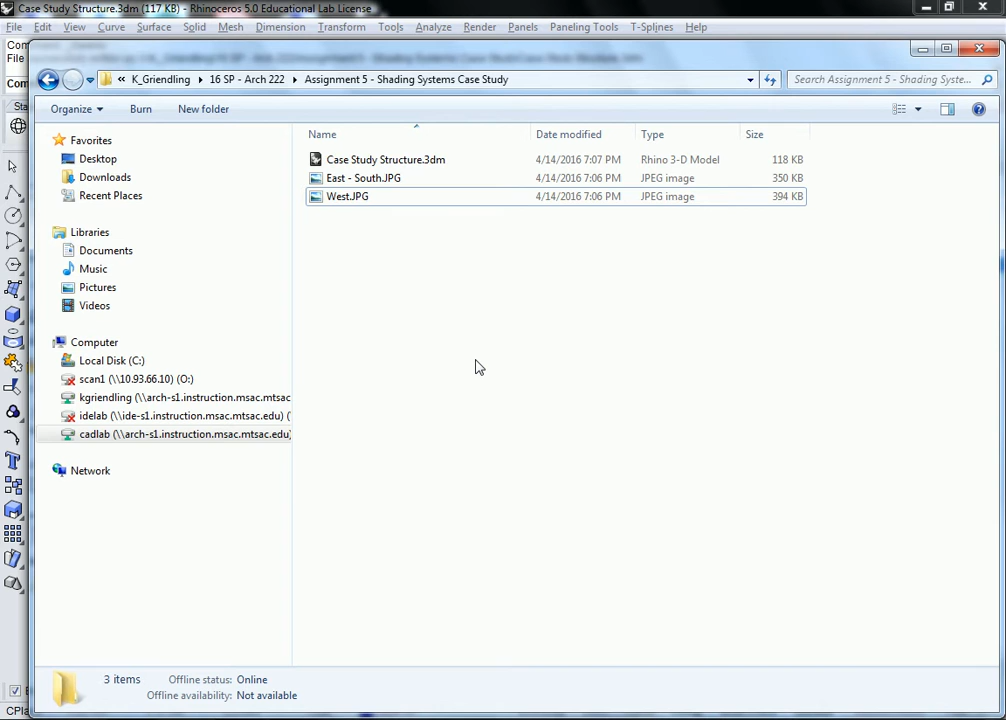 Case Study Structure.3dm (117 KB) - Rhinoceros 5.0 Educational Lab License
File Edit View Curve Surface Solid Mesh Dimension Transform Tools Analyze Render Panels Paneling Tools T-Splines Help
File
« K_Griendling 16 SP - Arch 222 Assignment 5 - Shading Systems Case Study Search Assignment 5 - Shading Syste...
Organize Burn New folder
Name Date modified Type Size
Favorites
Desktop
Downloads
Recent Places
Libraries
Documents
Music
Pictures
Videos
Computer
Local Disk (C:)
scan1 (\\10.93.66.10) (O:)
kgriendling (\\arch-s1.instruction.msac.mtsac
idelab (\\ide-s1.instruction.msac.mtsac.edu) (
cadlab (\\arch-s1.instruction.msac.mtsac.edu)
Network
Case Study Structure.3dm 4/14/2016 7:07 PM Rhino 3-D Model 118 KB
East - South.JPG 4/14/2016 7:06 PM JPEG image 350 KB
West.JPG 4/14/2016 7:06 PM JPEG image 394 KB
3 items Offline status: Online
Offline availability: Not available
CPla